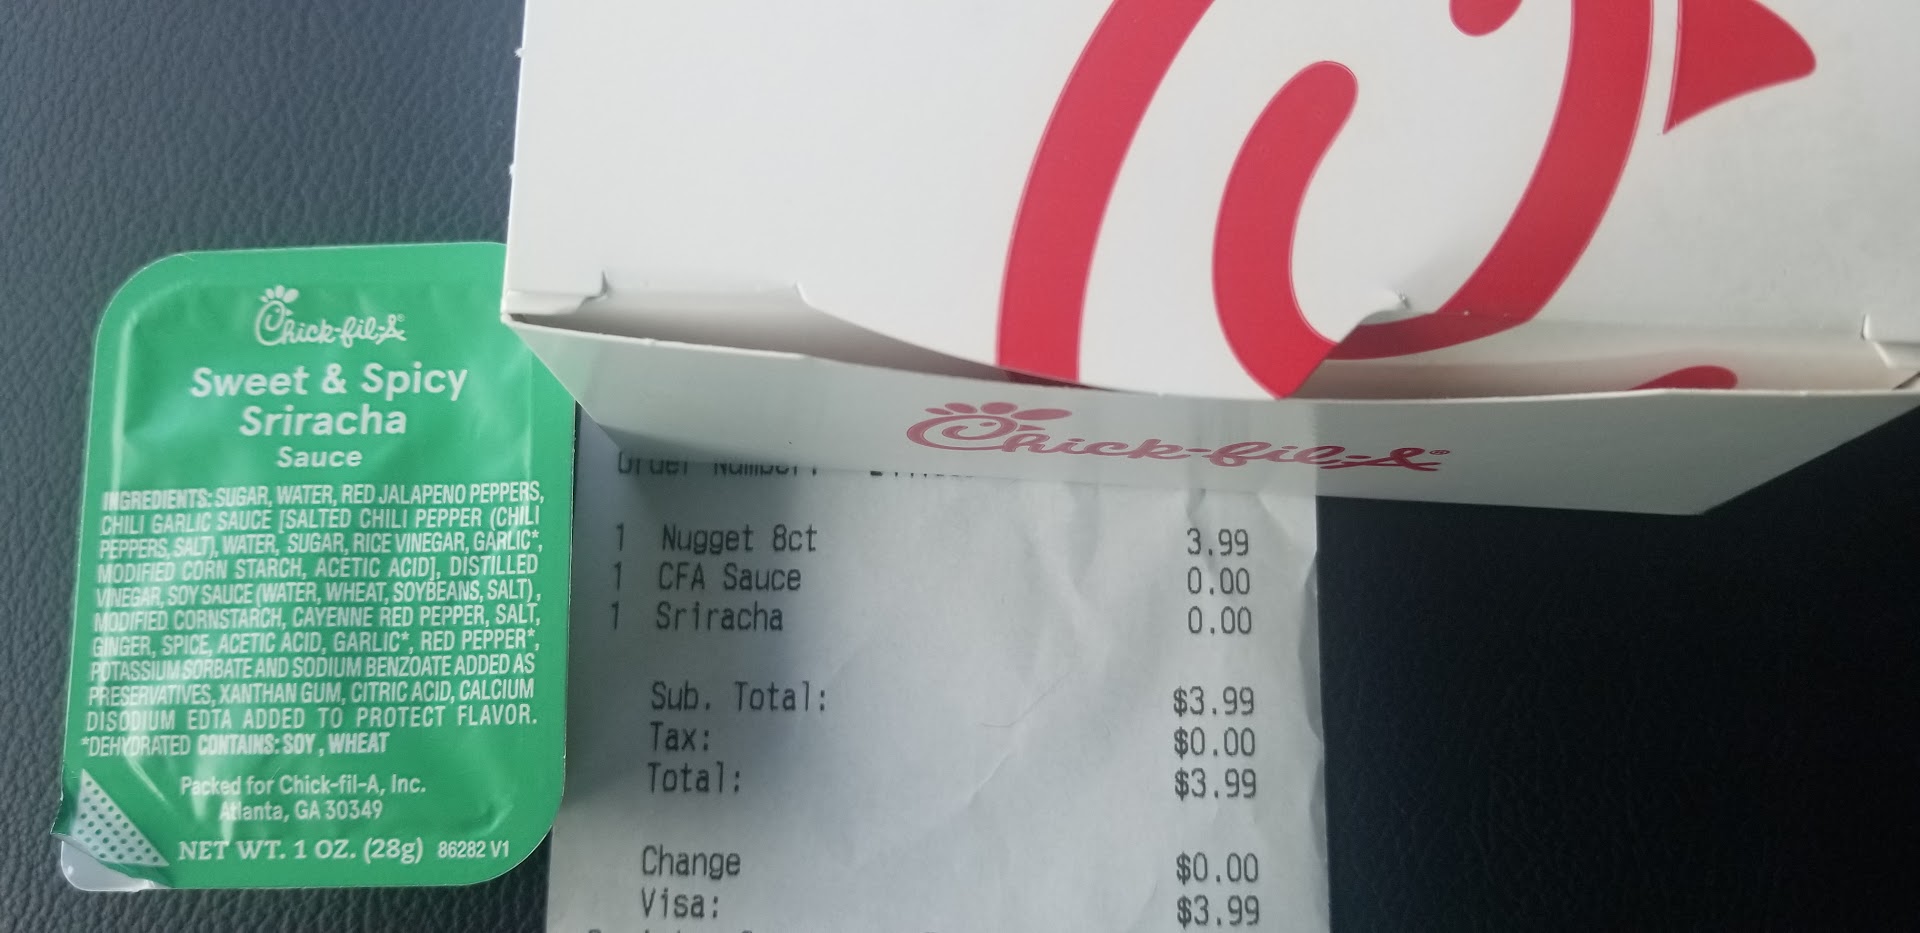 Chick-fil-A®
Sweet & Spicy
Sriracha
Sauce
INGREDIENTS: SUGAR, WATER, RED JALAPENO PEPPERS,
CHILI GARLIC SAUCE [SALTED CHILI PEPPER (CHILI
PEPPERS, SALT), WATER, SUGAR, RICE VINEGAR, GARLIC*,
MODIFIED CORN STARCH, ACETIC ACID], DISTILLED
VINEGAR, SOY SAUCE (WATER, WHEAT, SOYBEANS, SALT),
MODIFIED CORNSTARCH, CAYENNE RED PEPPER, SALT,
GINGER, SPICE, ACETIC ACID, GARLIC*, RED PEPPER*,
POTASSIUM SORBATE AND SODIUM BENZOATE ADDED AS
PRESERVATIVES, XANTHAN GUM, CITRIC ACID, CALCIUM
DISODIUM EDTA ADDED TO PROTECT FLAVOR.
*DEHYDRATED CONTAINS: SOY, WHEAT
Packed for Chick-fil-A, Inc.
Atlanta, GA 30349
NET WT. 1 OZ. (28g) 86282 V1
Chick-fil-A®
Order Number:
1 Nugget 8ct 3.99
1 CFA Sauce 0.00
1 Sriracha 0.00
Sub. Total: $3.99
Tax: $0.00
Total: $3.99
Change $0.00
Visa: $3.99